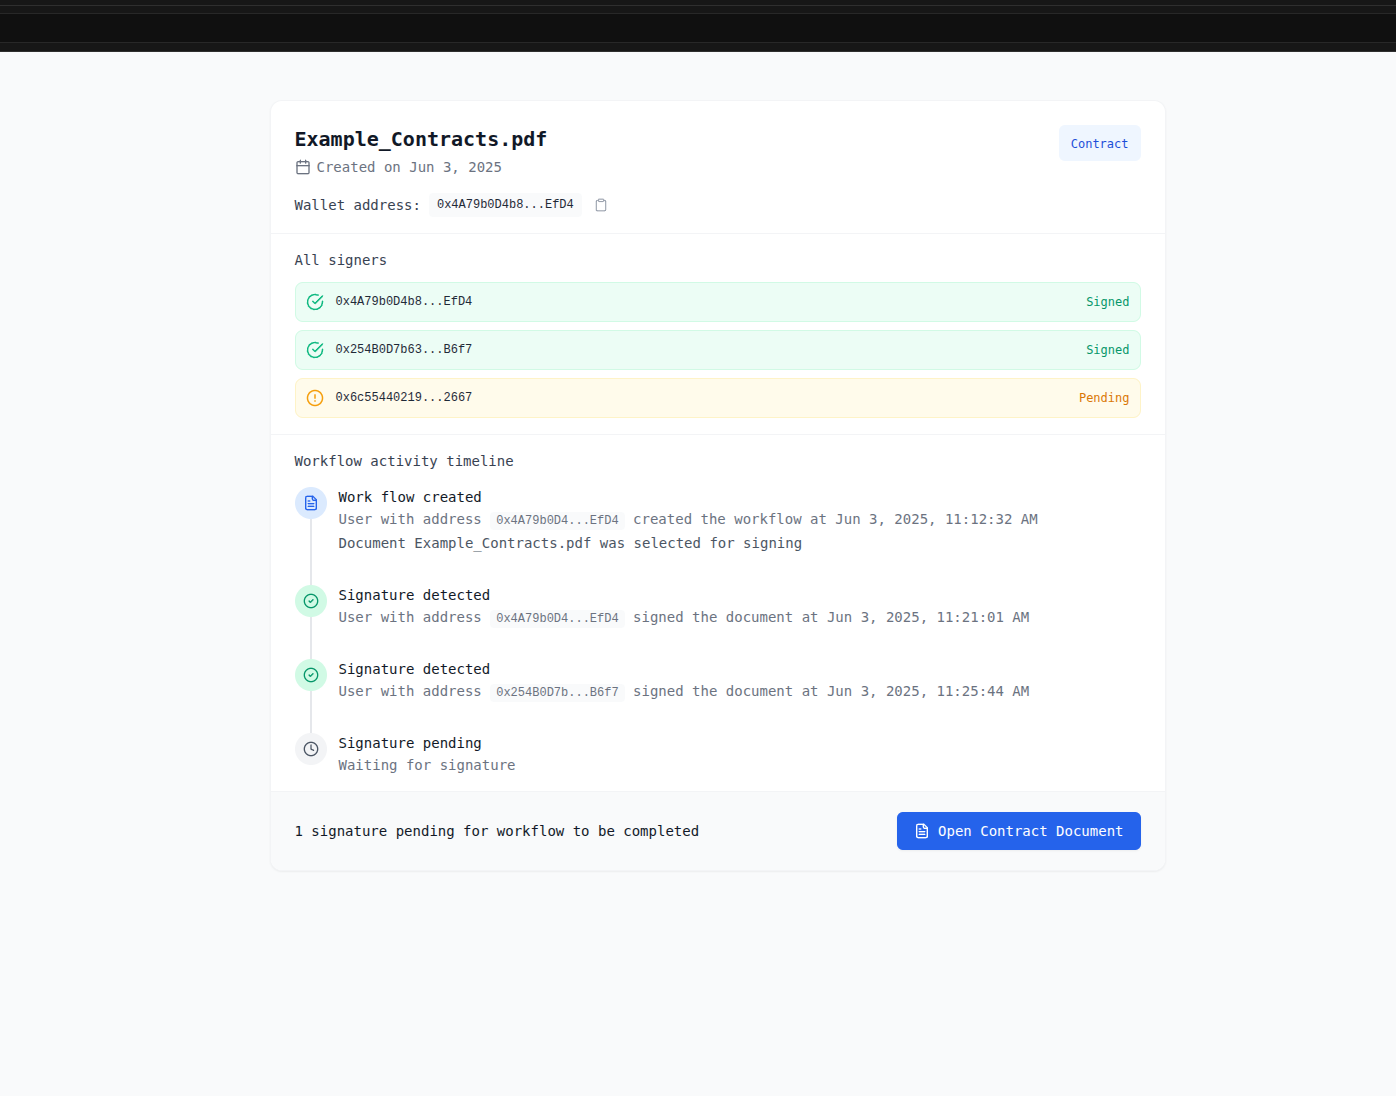 Example_Contracts.pdf
Contract
Created on Jun 3, 2025
Wallet address: 0x4A79b0D4b8...EfD4
All signers
0x4A79b0D4b8...EfD4 Signed
0x254B0D7b63...B6f7 Signed
0x6c55440219...2667 Pending
Workflow activity timeline
Work flow created
User with address 0x4A79b0D4...EfD4 created the workflow at Jun 3, 2025, 11:12:32 AM
Document Example_Contracts.pdf was selected for signing
Signature detected
User with address 0x4A79b0D4...EfD4 signed the document at Jun 3, 2025, 11:21:01 AM
Signature detected
User with address 0x254B0D7b...B6f7 signed the document at Jun 3, 2025, 11:25:44 AM
Signature pending
Waiting for signature
1 signature pending for workflow to be completed
Open Contract Document